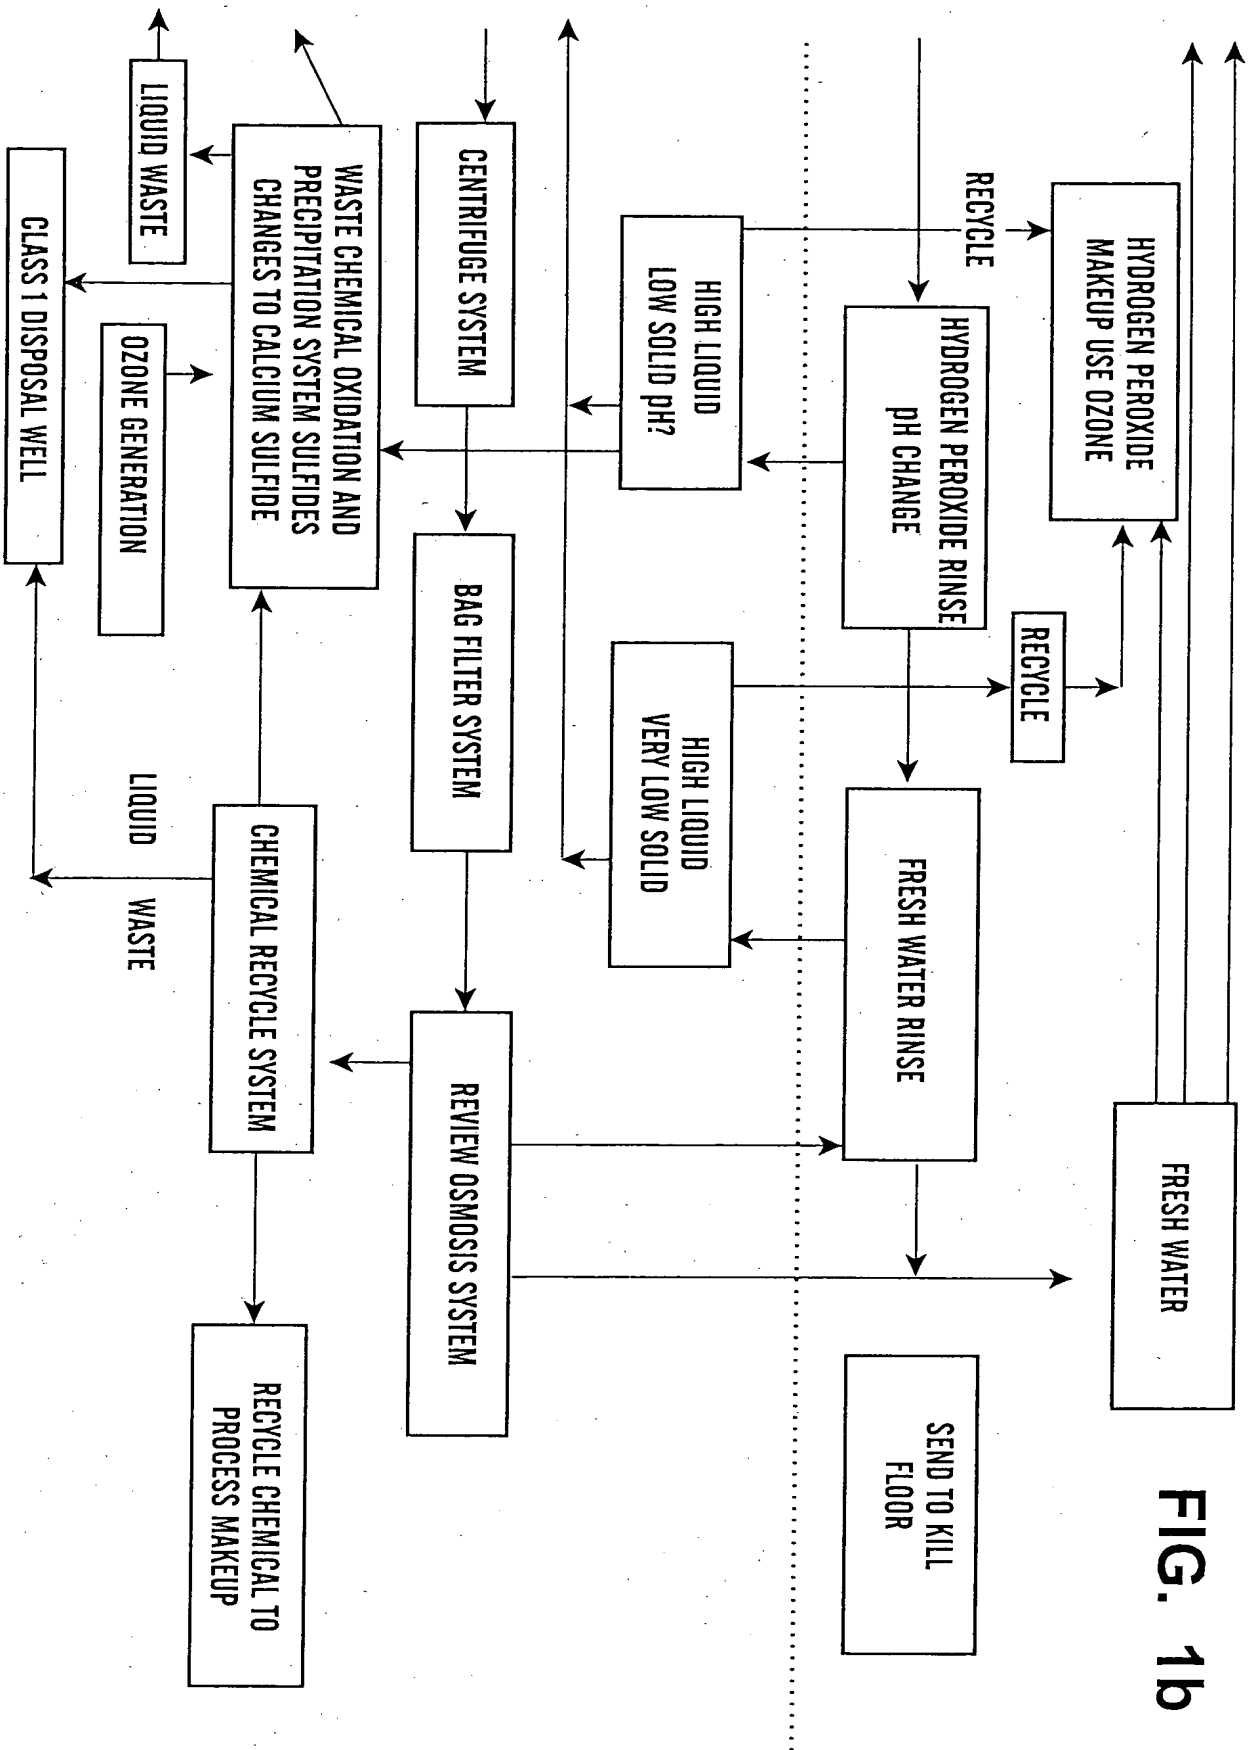 FIG. 1b
FRESH WATER
HYDROGEN PEROXIDE
MAKEUP USE OZONE
RECYCLE
RECYCLE
HYDROGEN PEROXIDE RINSE
pH CHANGE
FRESH WATER RINSE
SEND TO KILL
FLOOR
HIGH LIQUID
LOW SOLID pH?
HIGH LIQUID
VERY LOW SOLID
CENTRIFUGE SYSTEM
BAG FILTER SYSTEM
REVIEW OSMOSIS SYSTEM
WASTE CHEMICAL OXIDATION AND
PRECIPITATION SYSTEM SULFIDES
CHANGES TO CALCIUM SULFIDE
CHEMICAL RECYCLE SYSTEM
RECYCLE CHEMICAL TO
PROCESS MAKEUP
LIQUID WASTE
OZONE GENERATION
LIQUID WASTE
CLASS 1 DISPOSAL WELL